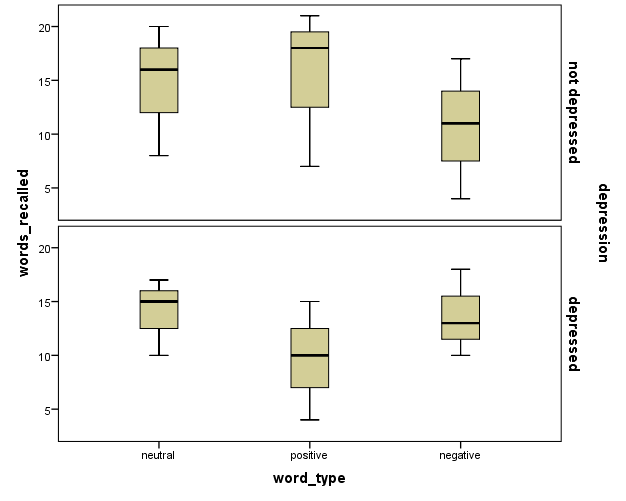 20
15
10
5
not depressed
20
15
10
5
depressed
words_recalled
depression
neutral positive negative
word_type